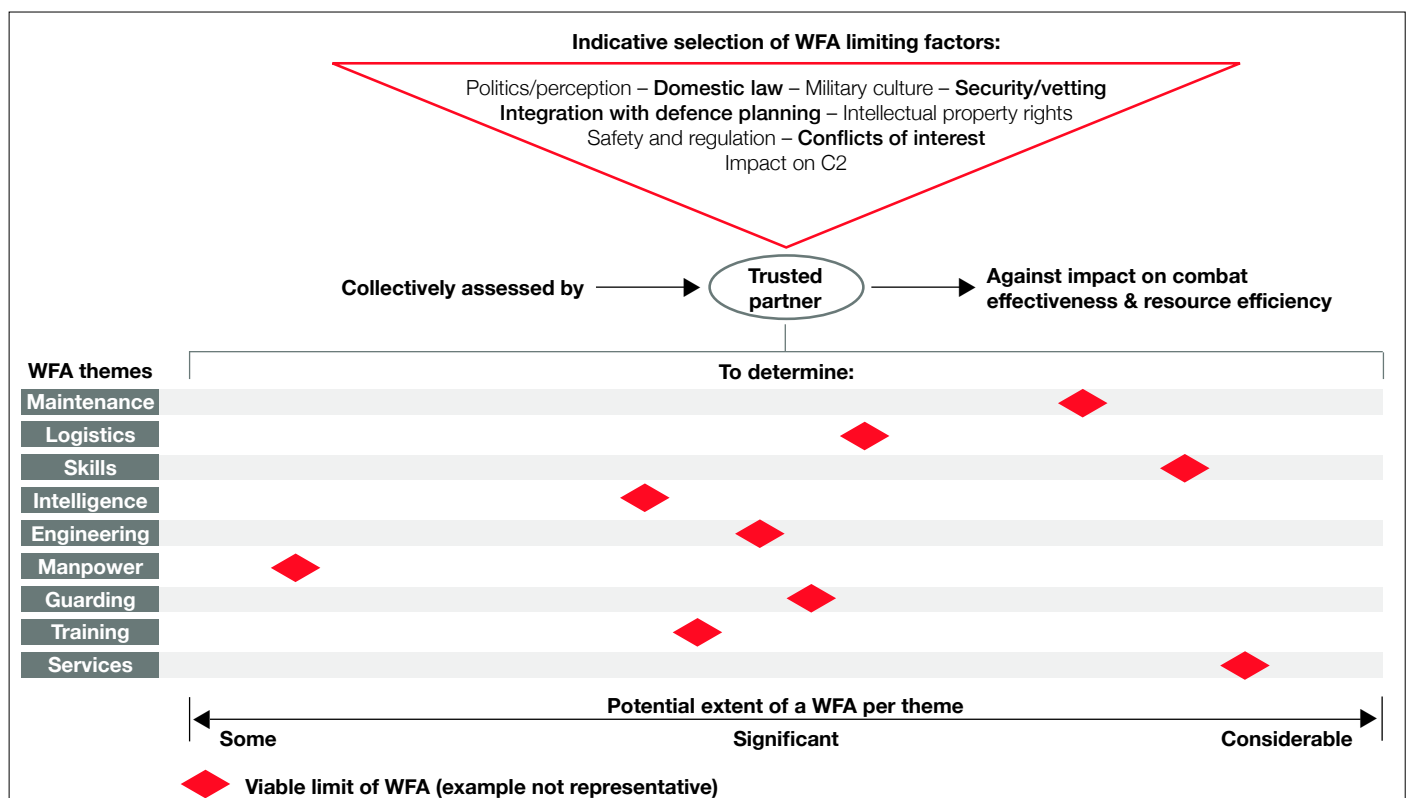 Indicative selection of WFA limiting factors:
Politics/perception – Domestic law – Military culture – Security/vetting
Integration with defence planning – Intellectual property rights
Safety and regulation – Conflicts of interest
Impact on C2
Collectively assessed by
Trusted
partner
Against impact on combat
effectiveness & resource efficiency
WFA themes
To determine:
Maintenance
Logistics
Skills
Intelligence
Engineering
Manpower
Guarding
Training
Services
Potential extent of a WFA per theme
Some
Significant
Considerable
Viable limit of WFA (example not representative)